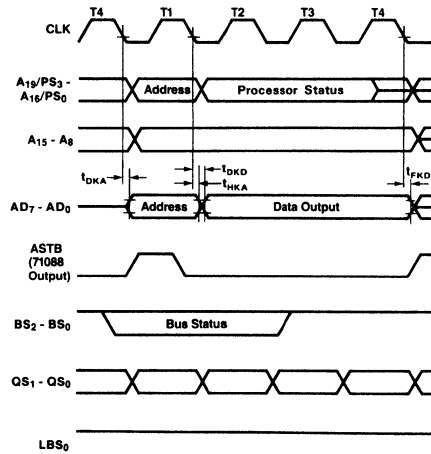 T4 T1 T2 T3 T4
CLK
A19/PS3 -
A16/PS0
Address Processor Status
A15 - A8
tDKA tDKD tFKD
tHKA
AD7 - AD0 Address Data Output
ASTB
(71088
Output)
BS2 - BS0 Bus Status
QS1 - QS0
LBS0